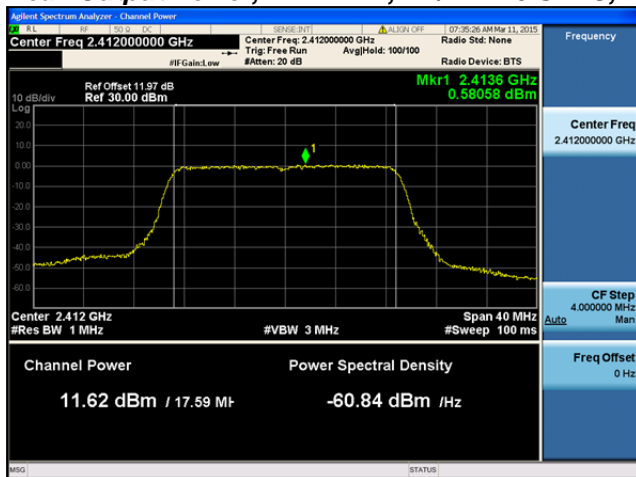 Agilent Spectrum Analyzer - Channel Power
RL RF 50 Ω DC SENSE:INT ALIGN OFF 07:35:26 AM Mar 11, 2015
Center Freq 2.412000000 GHz
Center Freq: 2.412000000 GHz
Radio Std: None
Trig: Free Run Avg|Hold: 100/100
#IFGain:Low #Atten: 20 dB Radio Device: BTS
Ref Offset 11.97 dB
Mkr1 2.4136 GHz
10 dB/div Ref 30.00 dBm 0.58058 dBm
Log
20.0
10.0
0.00
-10.0
-20.0
-30.0
-40.0
-50.0
-60.0
1
Center 2.412 GHz Span 40 MHz
#Res BW 1 MHz #VBW 3 MHz #Sweep 100 ms
Channel Power Power Spectral Density
11.62 dBm / 17.59 MH -60.84 dBm /Hz
MSG STATUS
Frequency
Center Freq
2.412000000 GHz
CF Step
4.000000 MHz
Auto Man
Freq Offset
0 Hz